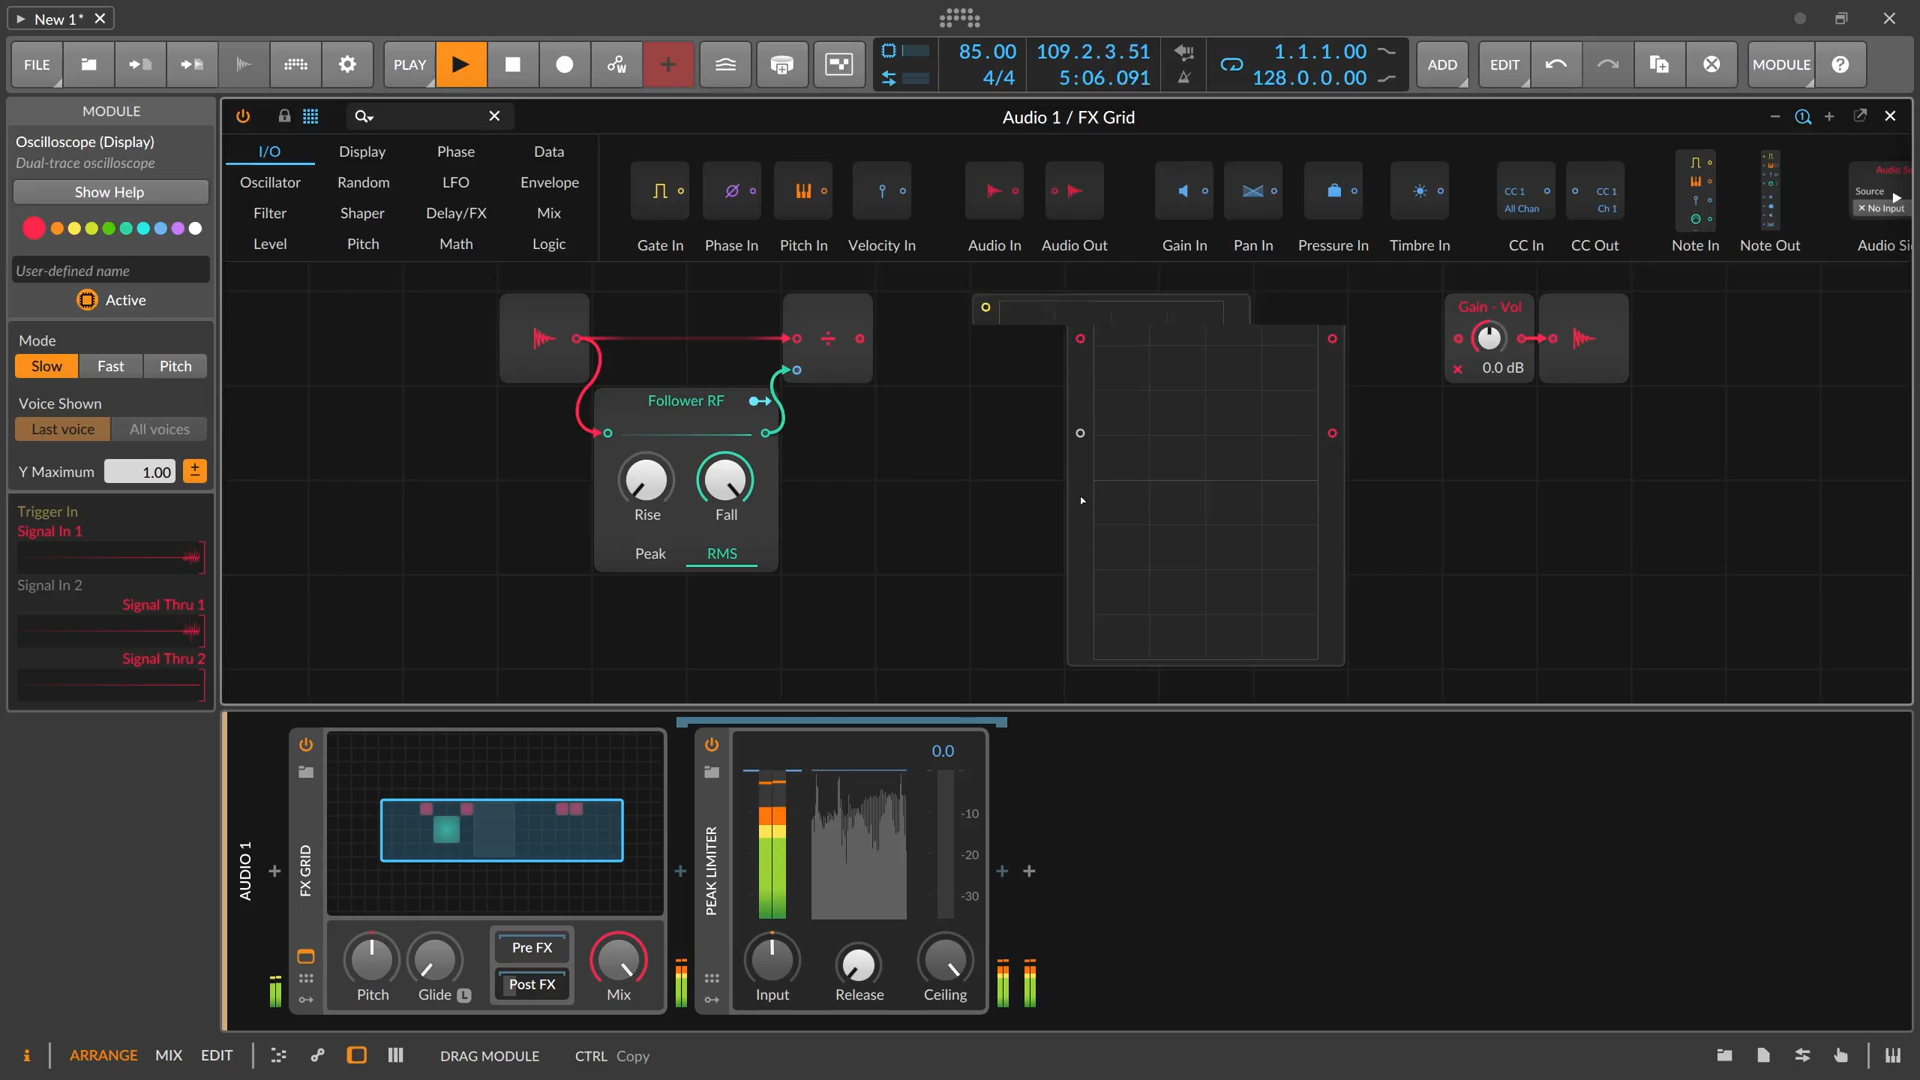 New 1*
FILE
PLAY
85.00
4/4
109.2.3.51
5:06.091
1.1.1.00
128.0.0.00
ADD
EDIT
MODULE
MODULE
Oscilloscope (Display)
Dual-trace oscilloscope
Show Help
User-defined name
Active
Mode
Slow
Fast
Pitch
Voice Shown
Last voice
All voices
Y Maximum
1.00
Trigger In
Signal In 1
Signal In 2
Signal Thru 1
Signal Thru 2
Audio 1 / FX Grid
I/O
Display
Phase
Data
Oscillator
Random
LFO
Envelope
Filter
Shaper
Delay/FX
Mix
Level
Pitch
Math
Logic
Gate In
Phase In
Pitch In
Velocity In
Audio In
Audio Out
Gain In
Pan In
Pressure In
Timbre In
CC 1
All Chan
CC In
CC 1
Ch 1
CC Out
Note In
Note Out
Audio Si
Source
No Input
Audio Si
Follower RF
Rise
Fall
Peak
RMS
Gain - Vol
0.0 dB
AUDIO 1
FX GRID
Pitch
Glide
L
Pre FX
Post FX
Mix
PEAK LIMITER
0.0
-10
-20
-30
Input
Release
Ceiling
ARRANGE
MIX
EDIT
DRAG MODULE
CTRL Copy